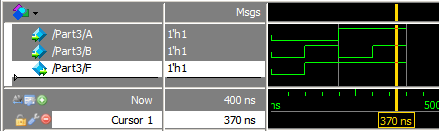 Msgs
/Part3/A 1'h1
/Part3/B 1'h1
/Part3/F 1'h1
Now 400 ns ns 500
Cursor 1 370 ns 370 ns